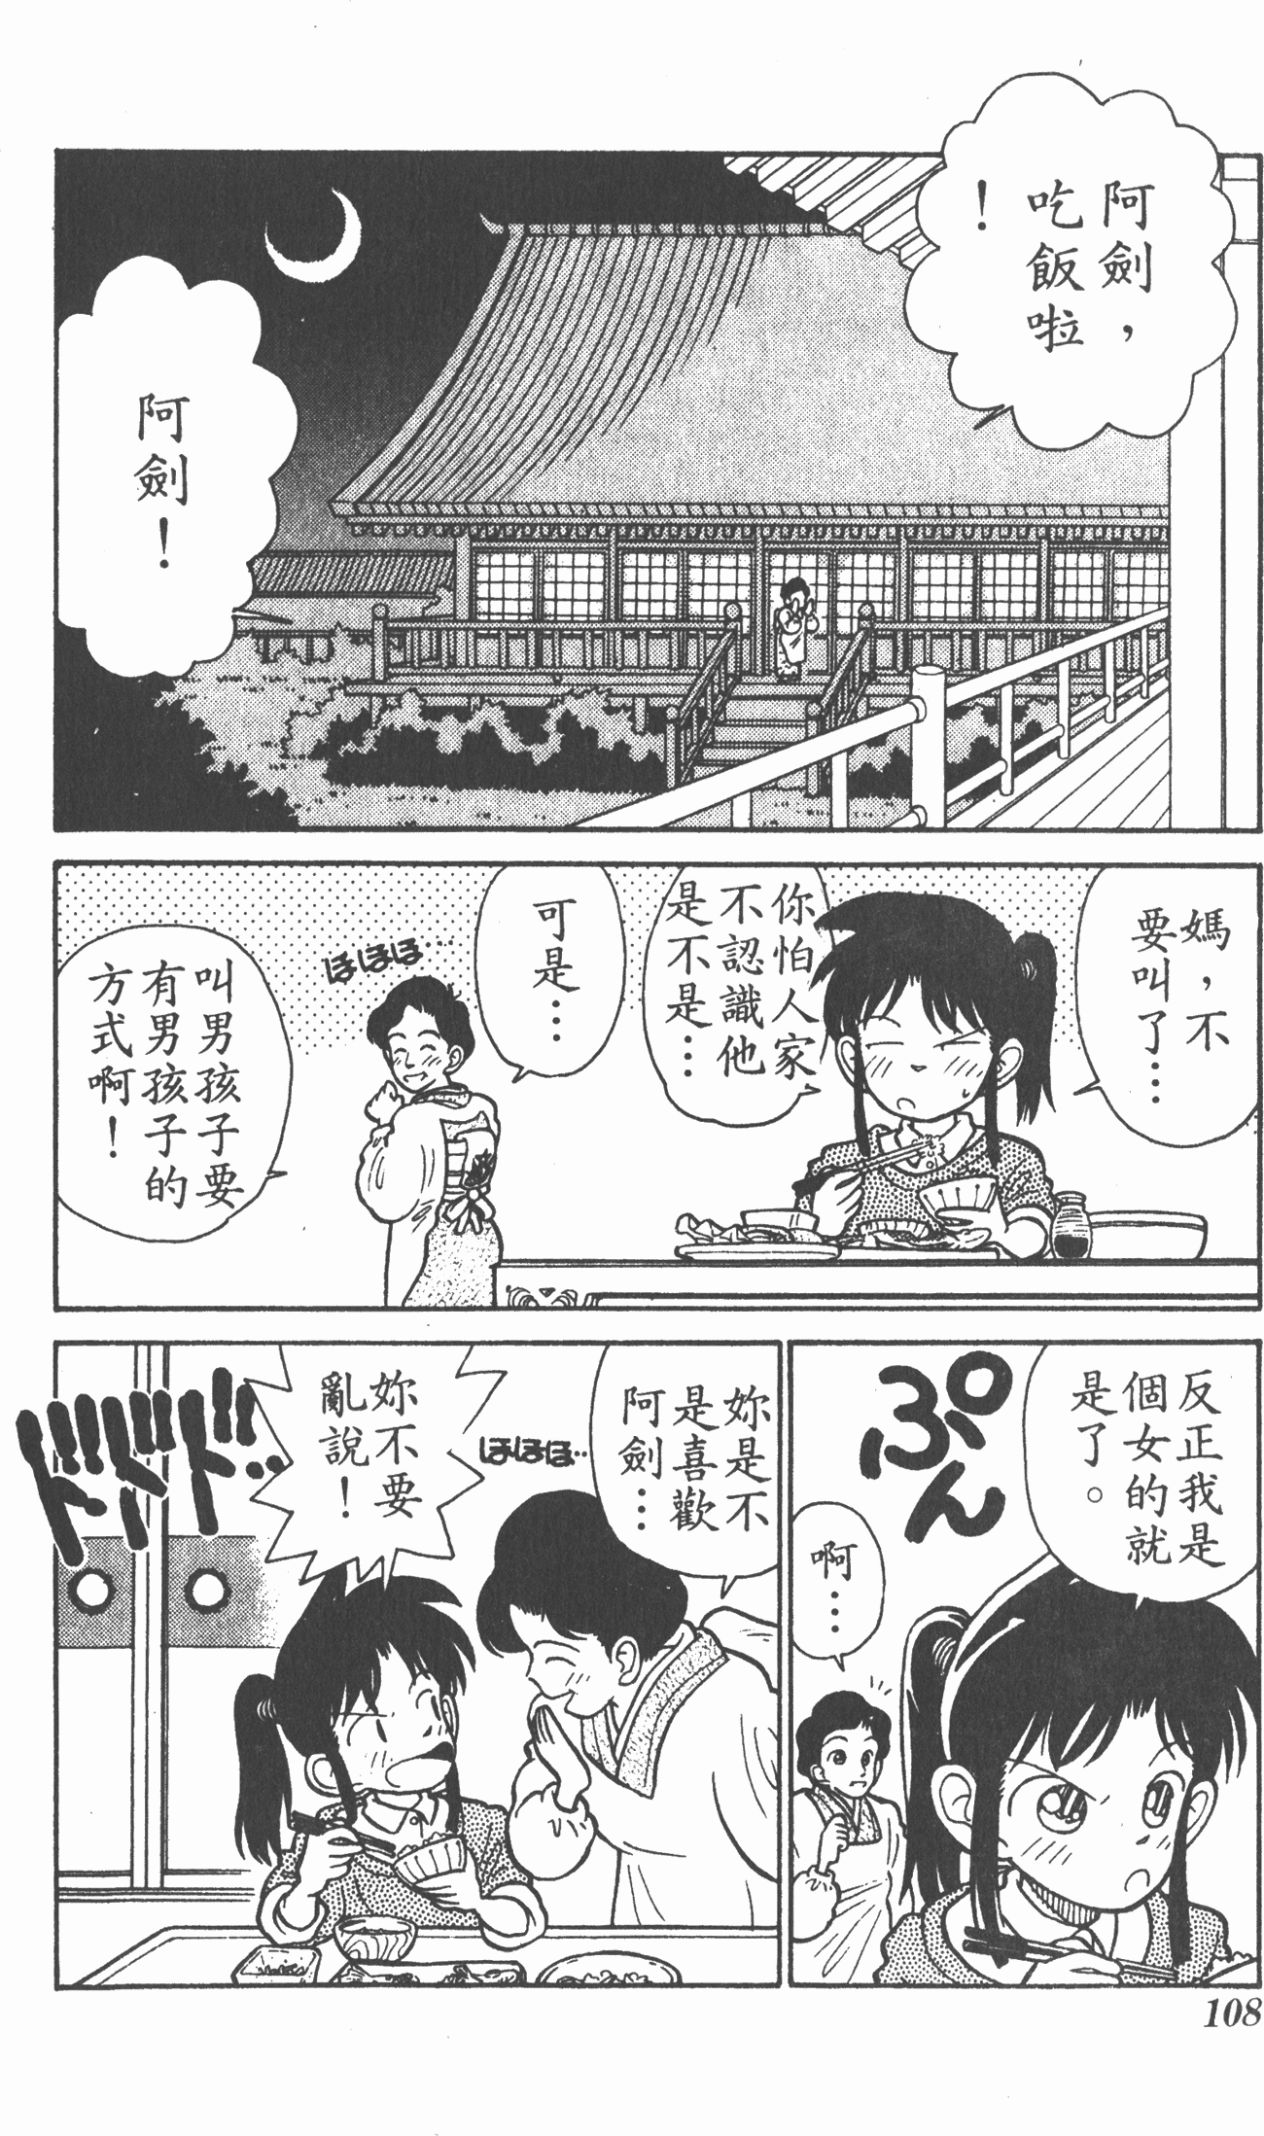 阿劍，
吃飯啦
！
阿劍！
媽，不
要叫了……
你怕人家
不認識他
是不是…
可是…
ほほほ…
叫男孩子要
有男孩子的
方式啊！
反正我是
個女的就
是了。
ぷん
啊…
妳是不
是喜歡
阿劍…
ほほほ…
妳不要
亂說！
ドドドド…
108